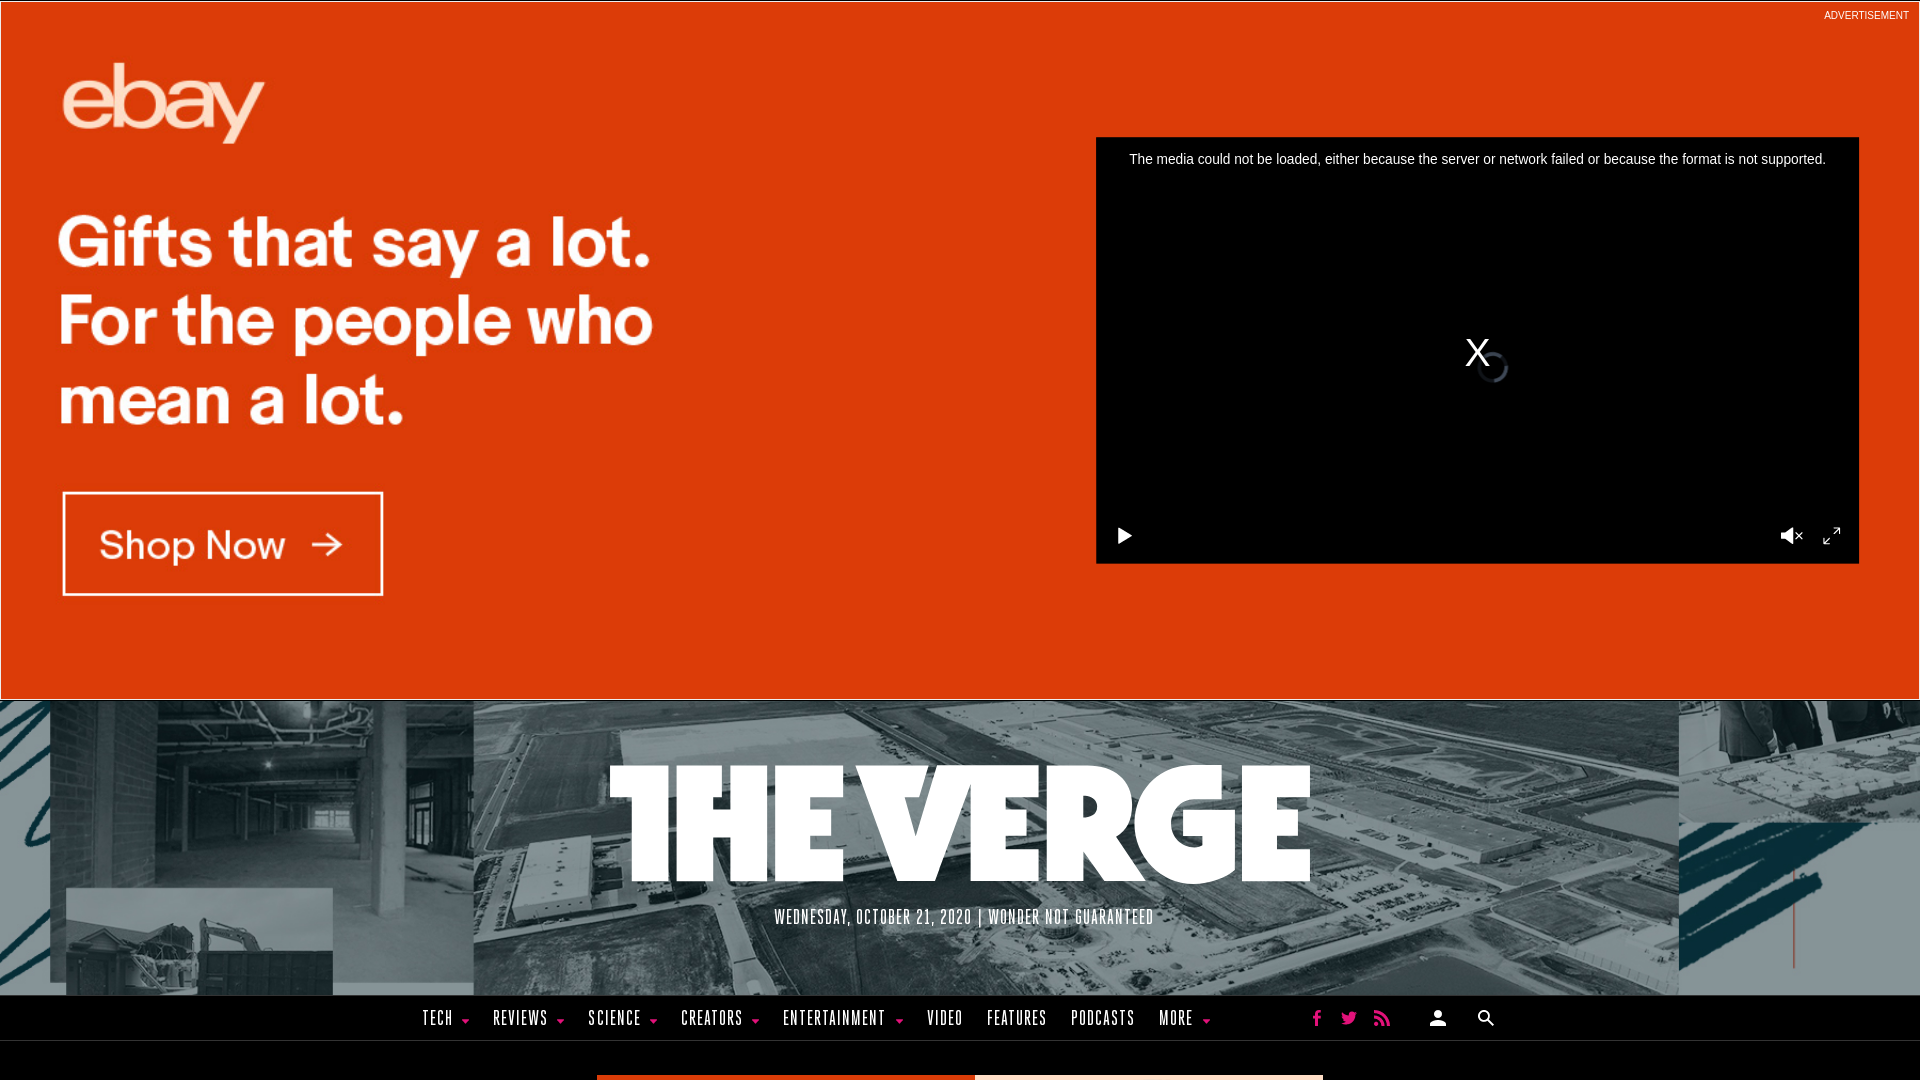 ADVERTISEMENT
ebay
Gifts that say a lot.
For the people who
mean a lot.
Shop Now →
The media could not be loaded, either because the server or network failed or because the format is not supported.
X
THE VERGE
WEDNESDAY, OCTOBER 21, 2020 | WONDER NOT GUARANTEED
TECH REVIEWS SCIENCE CREATORS ENTERTAINMENT VIDEO FEATURES PODCASTS MORE